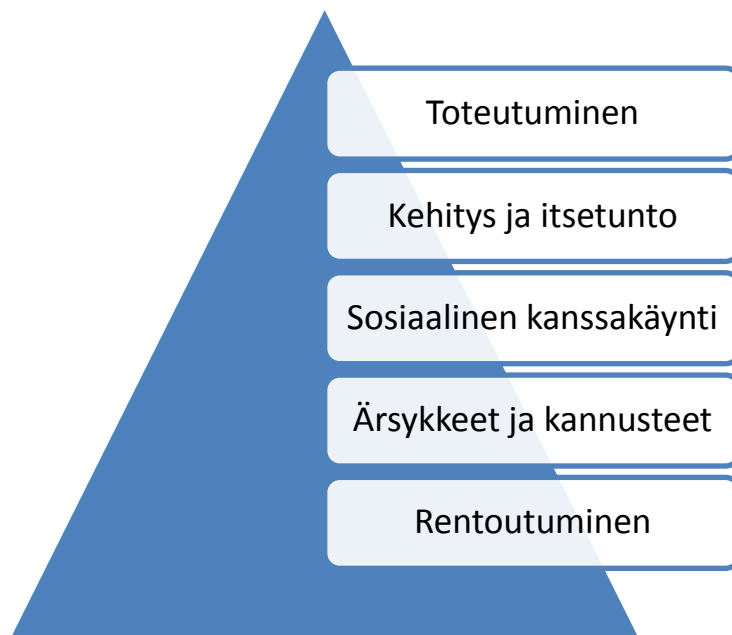 Toteutuminen
Kehitys ja itsetunto
Sosiaalinen kanssakäynti
Ärsykkeet ja kannusteet
Rentoutuminen